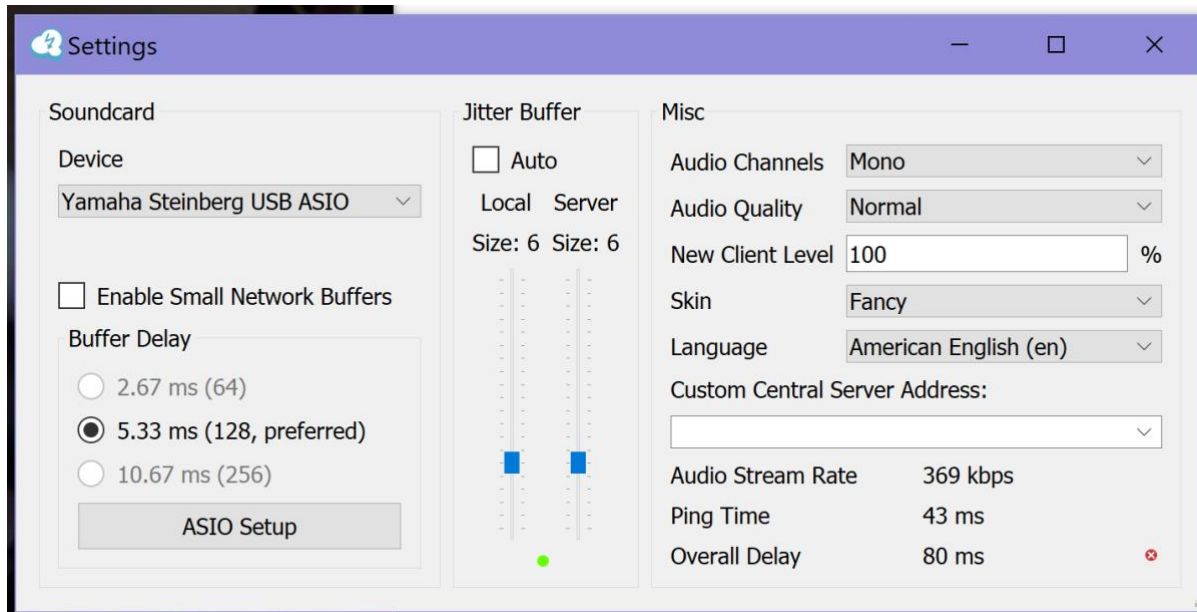 Settings
Soundcard
Device
Yamaha Steinberg USB ASIO
Enable Small Network Buffers
Buffer Delay
2.67 ms (64)
5.33 ms (128, preferred)
10.67 ms (256)
ASIO Setup
Jitter Buffer
Auto
Local Server
Size: 6 Size: 6
Misc
Audio Channels Mono
Audio Quality Normal
New Client Level 100 %
Skin Fancy
Language American English (en)
Custom Central Server Address:
Audio Stream Rate 369 kbps
Ping Time 43 ms
Overall Delay 80 ms